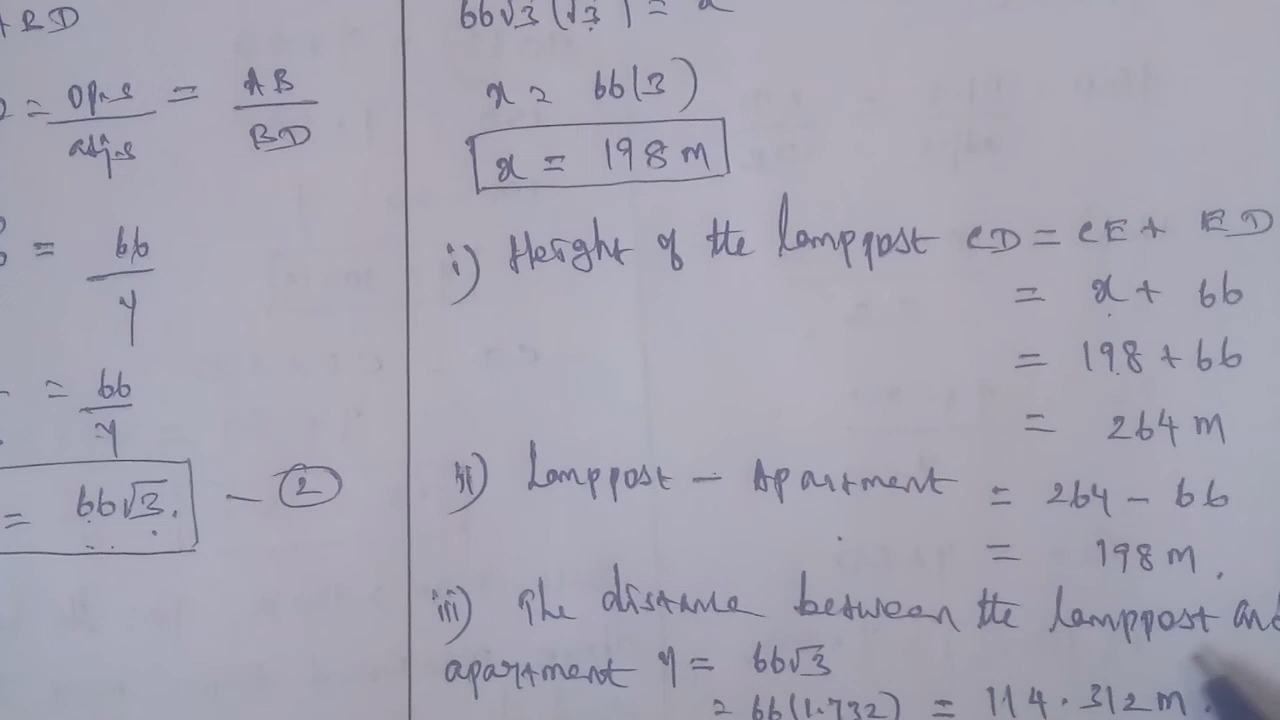 + BD
= opp.s / adj.s = AB / BD
= 66 / y
= 66 / y
= 66√3. — ②
66√3 (√3) = x
x = 66(3)
x = 198 m
i) Height of the lamppost CD = CE + ED
= x + 66
= 198 + 66
= 264 m
ii) Lamppost - Apartment = 264 - 66
= 198 m.
iii) The distance between the lamppost and
apartment y = 66√3
= 66(1.732) = 114.312 m.